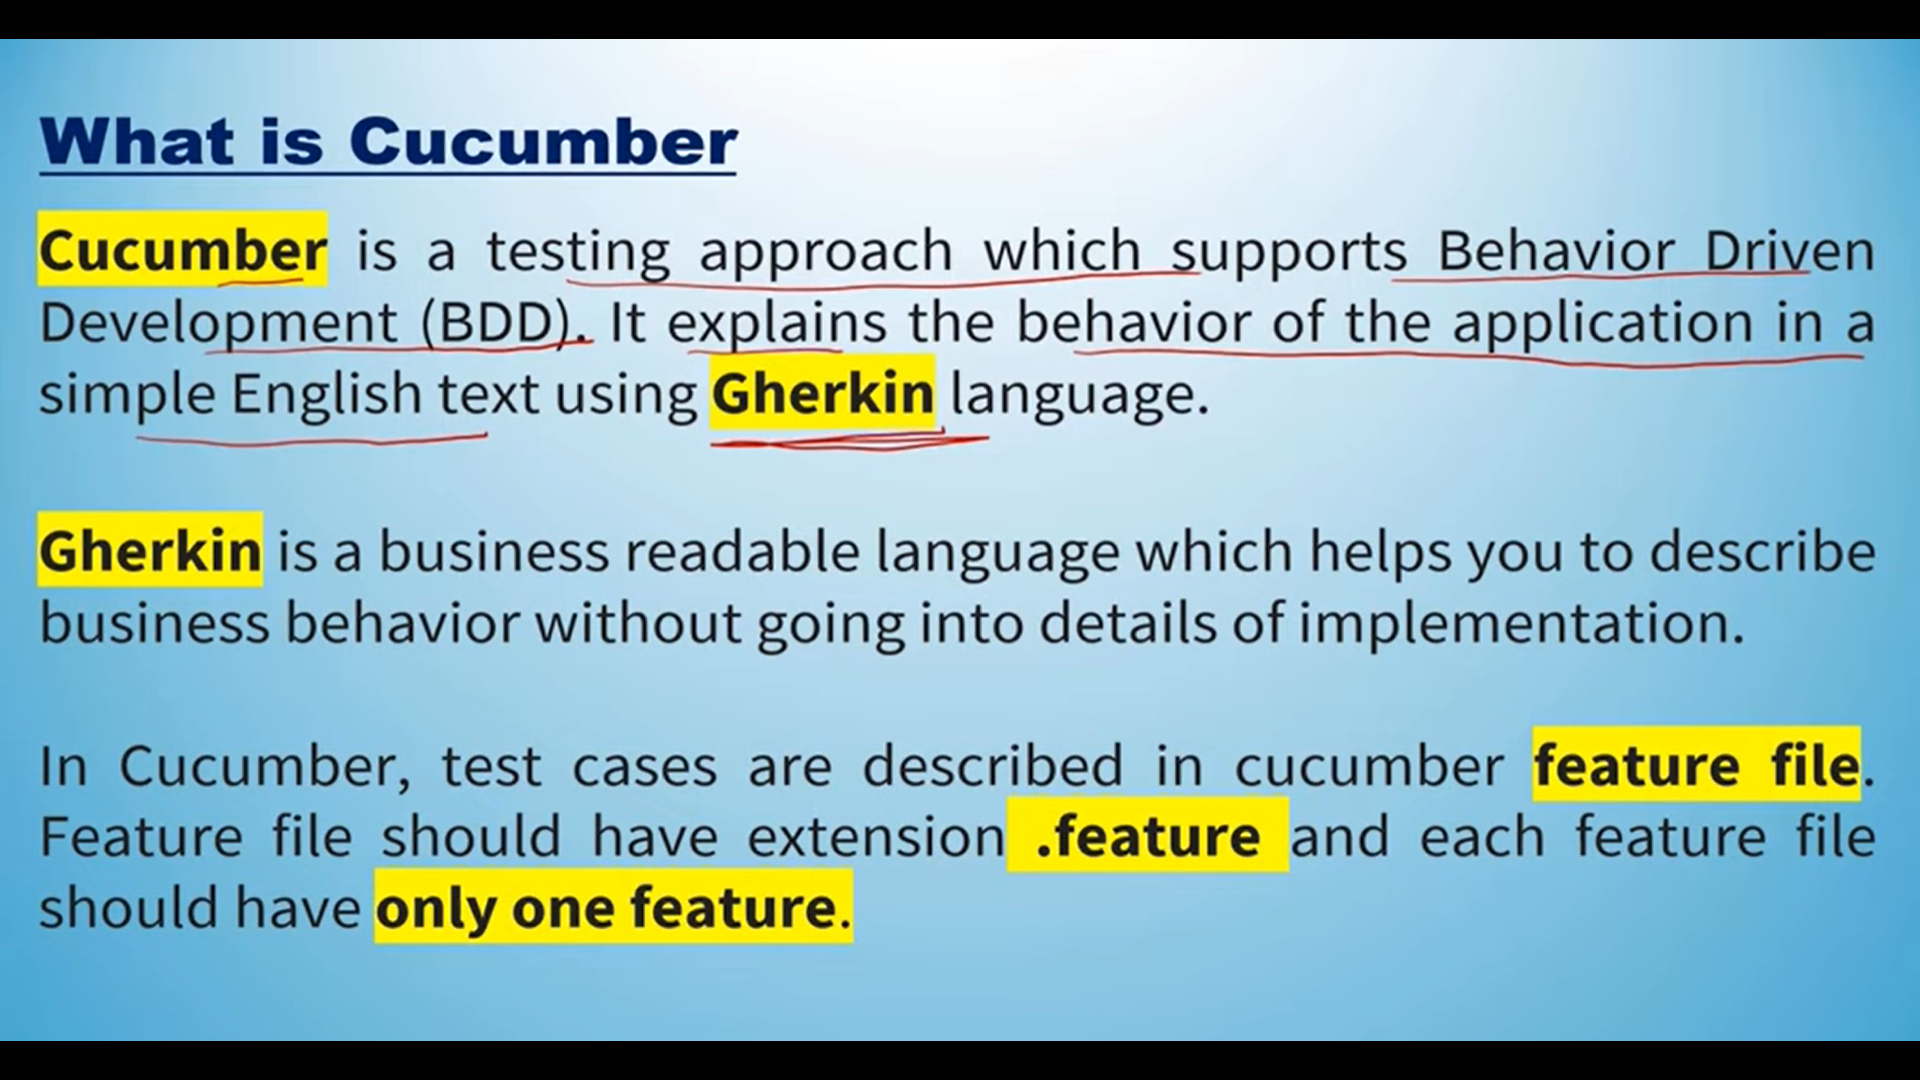 What is Cucumber
Cucumber is a testing approach which supports Behavior Driven
Development (BDD). It explains the behavior of the application in a
simple English text using Gherkin language.
Gherkin is a business readable language which helps you to describe
business behavior without going into details of implementation.
In Cucumber, test cases are described in cucumber feature file.
Feature file should have extension .feature and each feature file
should have only one feature.